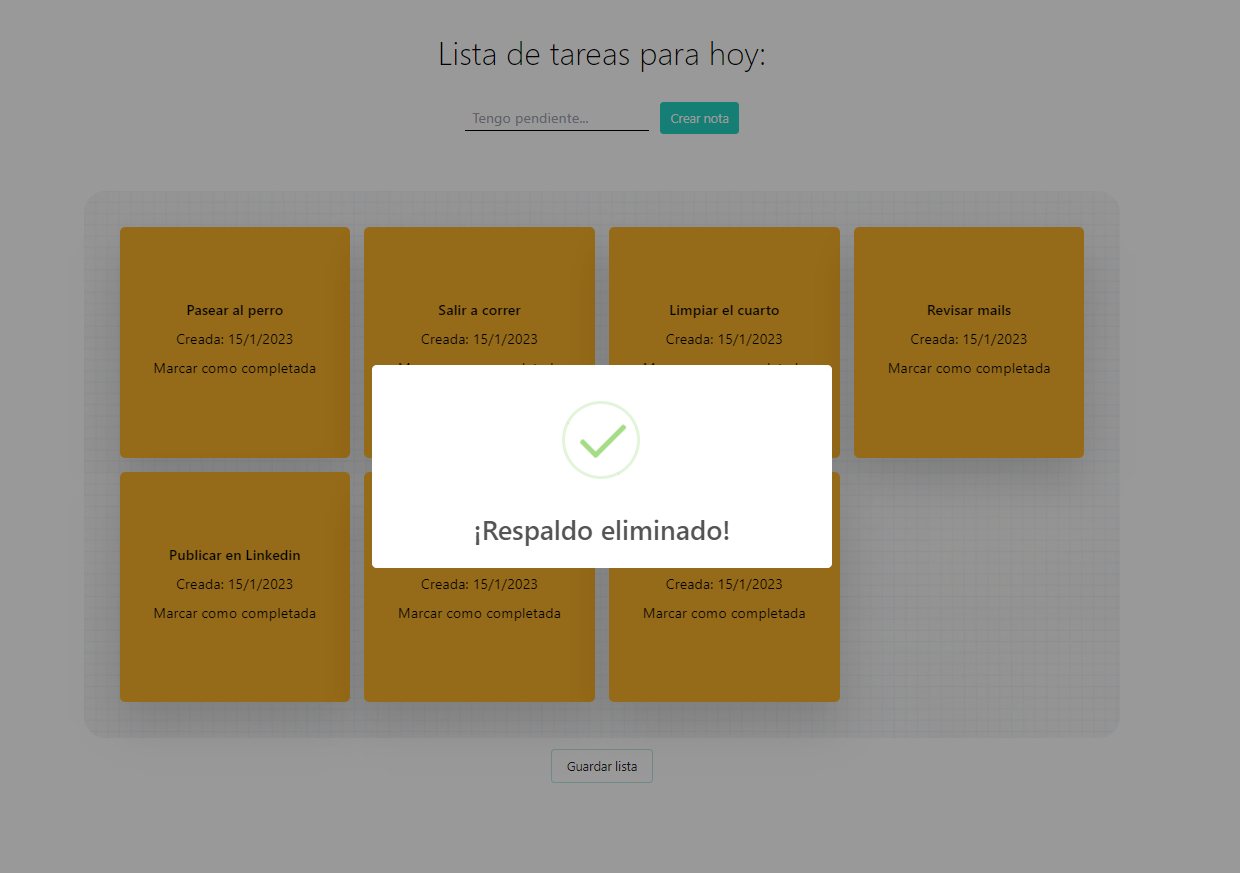 Lista de tareas para hoy:
Tengo pendiente...
Crear nota
Pasear al perro
Creada: 15/1/2023
Marcar como completada
Salir a correr
Creada: 15/1/2023
Limpiar el cuarto
Creada: 15/1/2023
Revisar mails
Creada: 15/1/2023
Marcar como completada
¡Respaldo eliminado!
Publicar en Linkedin
Creada: 15/1/2023
Marcar como completada
Creada: 15/1/2023
Marcar como completada
Creada: 15/1/2023
Marcar como completada
Guardar lista